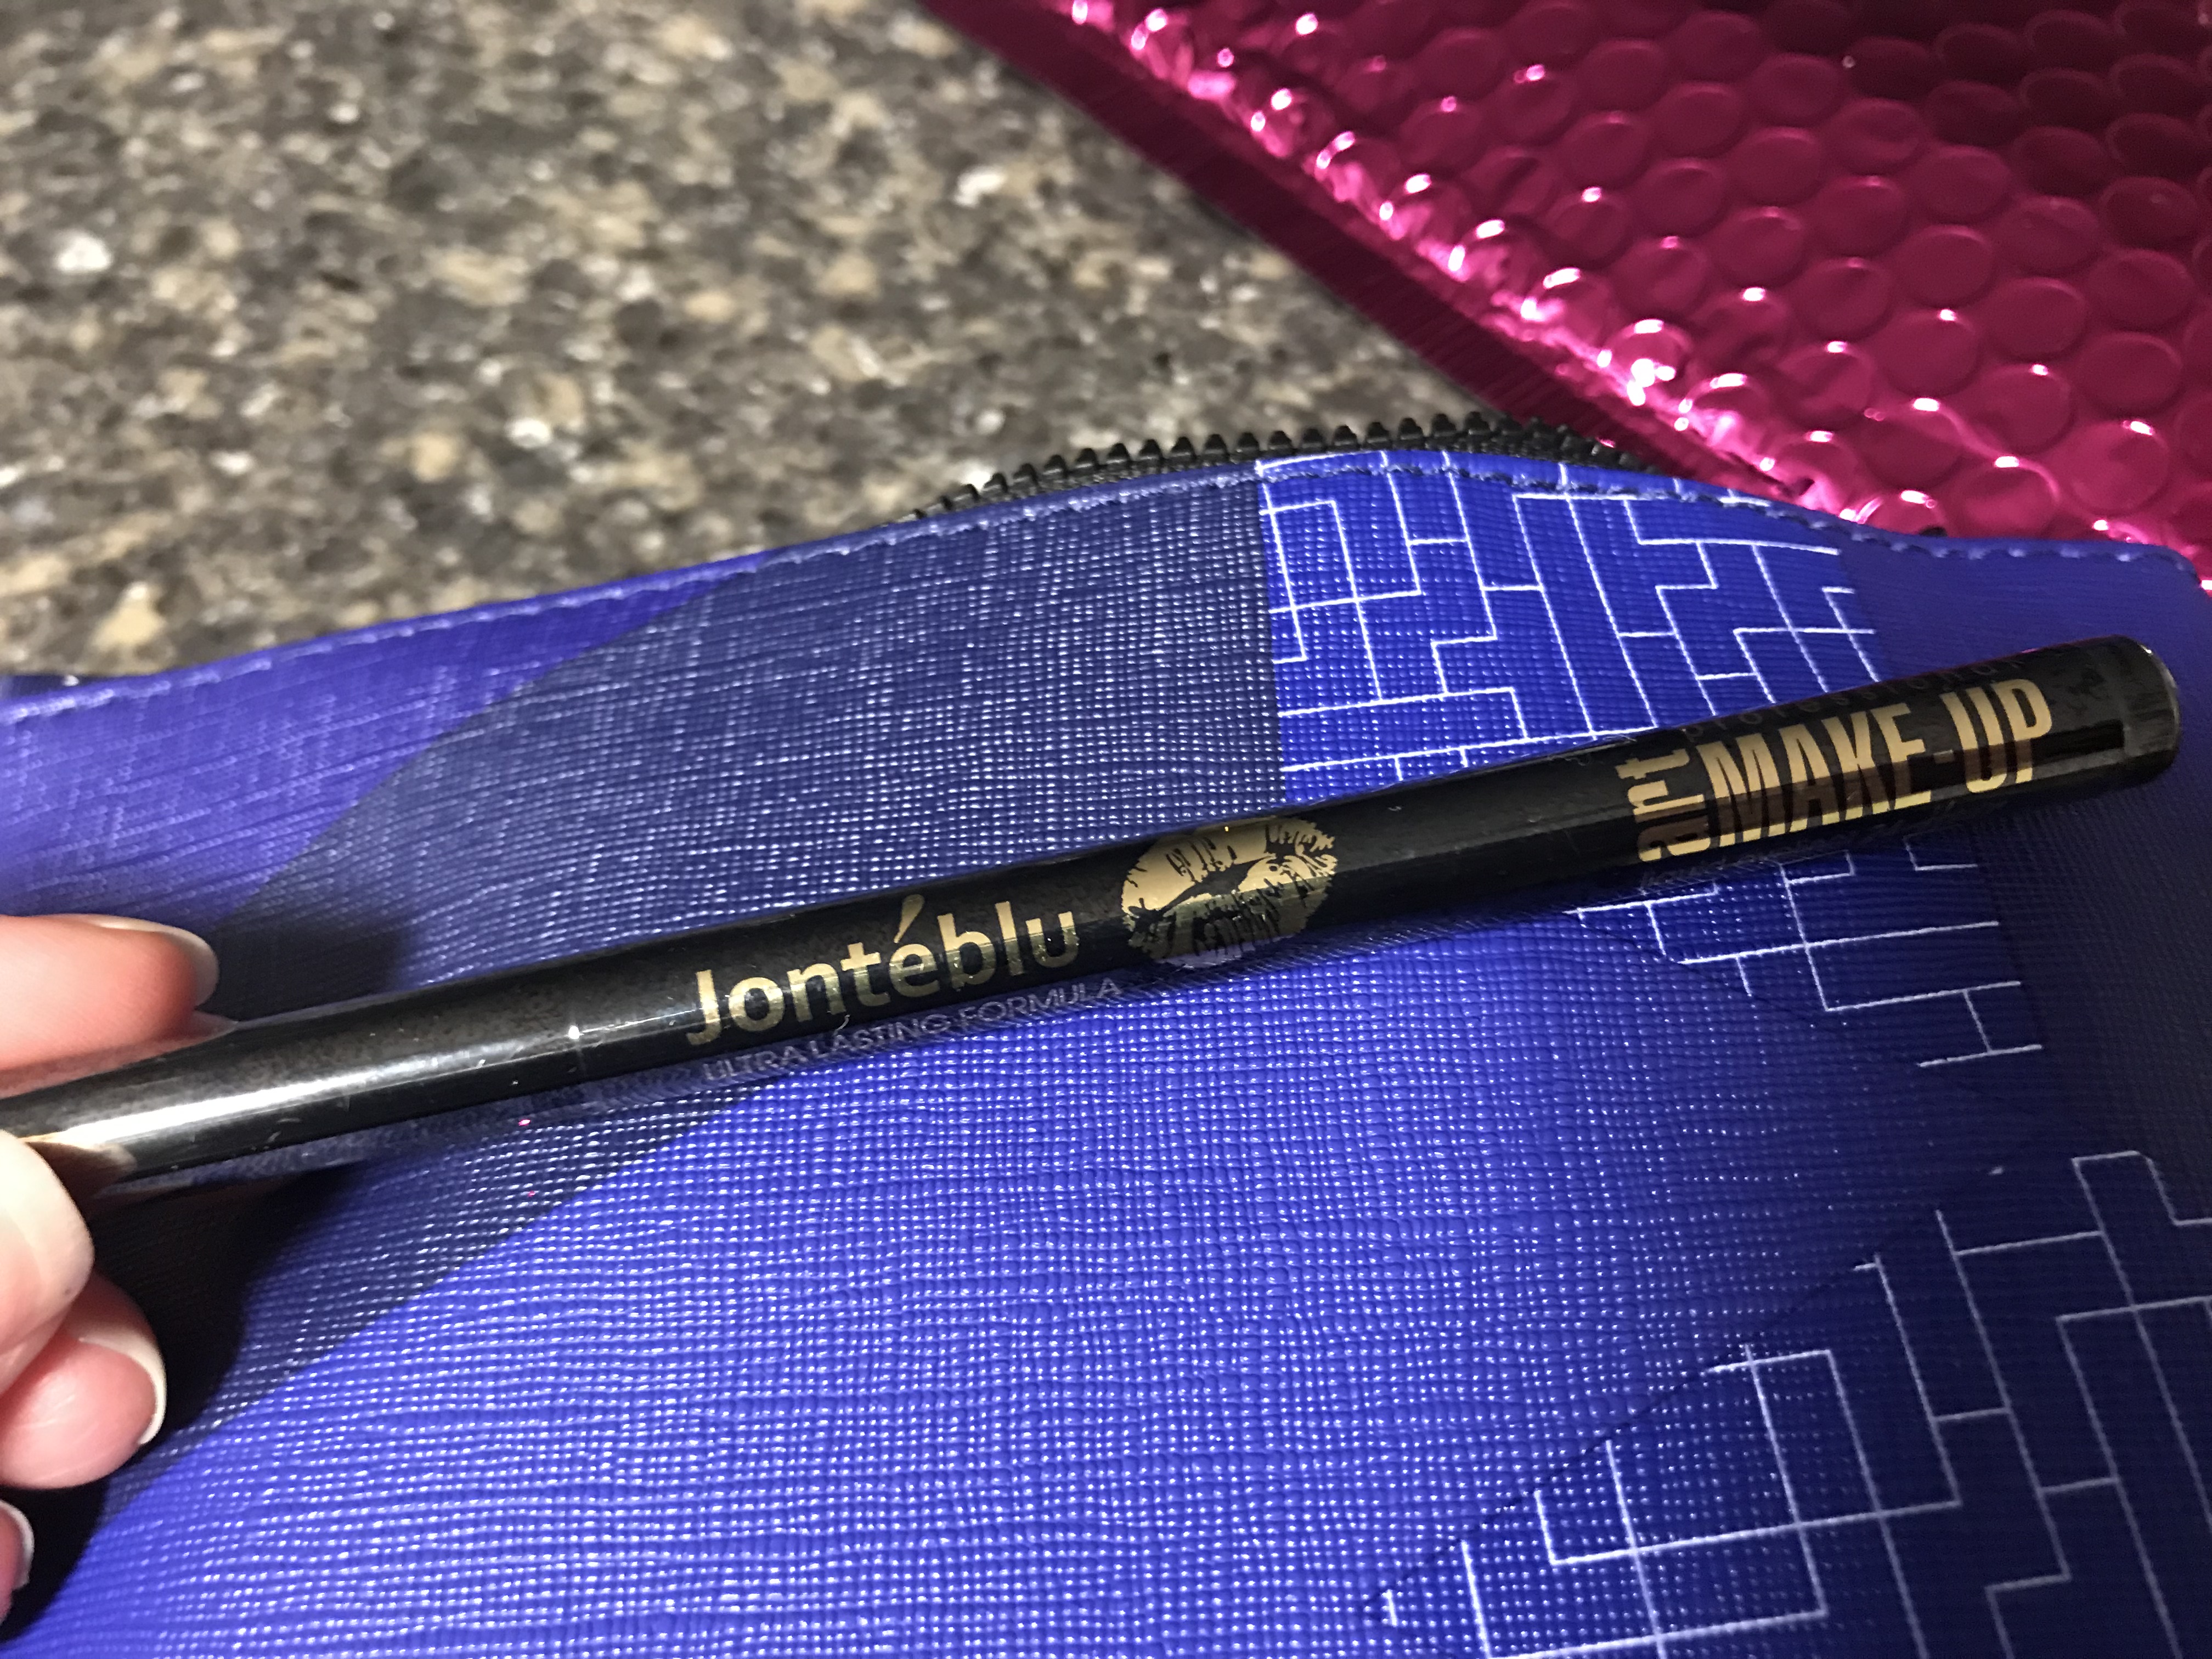 Jontéblu
ULTRA LASTING FORMULA
professional
art
MAKE-UP